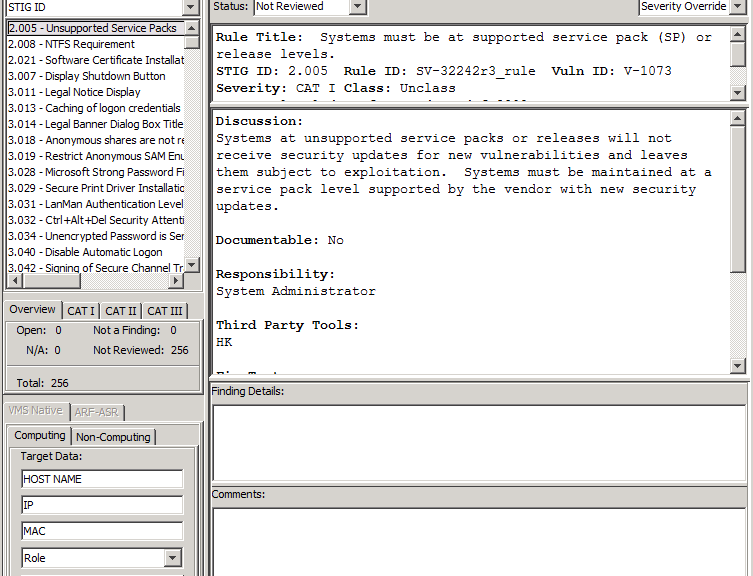 STIG ID
2.005 - Unsupported Service Packs
2.008 - NTFS Requirement
2.021 - Software Certificate Installat
3.007 - Display Shutdown Button
3.011 - Legal Notice Display
3.013 - Caching of logon credentials
3.014 - Legal Banner Dialog Box Title
3.018 - Anonymous shares are not re
3.019 - Restrict Anonymous SAM Enu
3.028 - Microsoft Strong Password Fi
3.029 - Secure Print Driver Installatio
3.031 - LanMan Authentication Level
3.032 - Ctrl+Alt+Del Security Attenti
3.034 - Unencrypted Password is Ser
3.040 - Disable Automatic Logon
3.042 - Signing of Secure Channel Tr
Overview CAT I CAT II CAT III
Open: 0 Not a Finding: 0
N/A: 0 Not Reviewed: 256
Total: 256
VMS Native ARF-ASR
Computing Non-Computing
Target Data:
HOST NAME
IP
MAC
Role
Status: Not Reviewed Severity Override
Rule Title: Systems must be at supported service pack (SP) or
release levels.
STIG ID: 2.005 Rule ID: SV-32242r3_rule Vuln ID: V-1073
Severity: CAT I Class: Unclass
Discussion:
Systems at unsupported service packs or releases will not
receive security updates for new vulnerabilities and leaves
them subject to exploitation. Systems must be maintained at a
service pack level supported by the vendor with new security
updates.
Documentable: No
Responsibility:
System Administrator
Third Party Tools:
HK
Finding Details:
Comments: